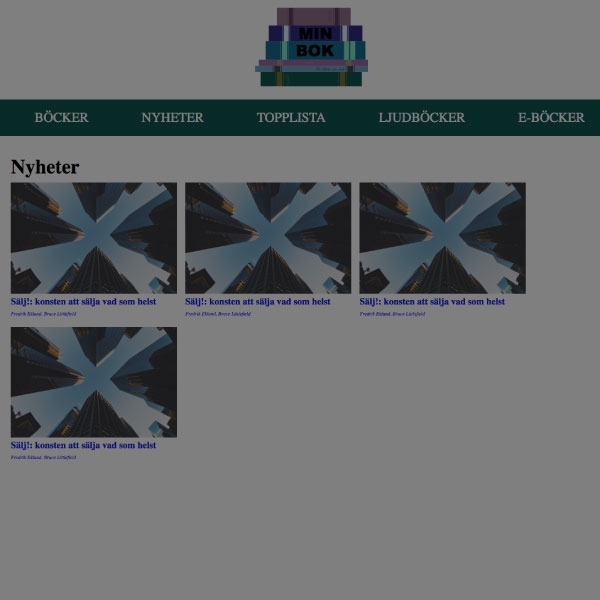 MIN
BOK
BÖCKER NYHETER TOPPLISTA LJUDBÖCKER E-BÖCKER
Nyheter
Sälj!: konsten att sälja vad som helst
Fredrik Eklund, Bruce Littlefield
Sälj!: konsten att sälja vad som helst
Fredrik Eklund, Bruce Littlefield
Sälj!: konsten att sälja vad som helst
Fredrik Eklund, Bruce Littlefield
Sälj!: konsten att sälja vad som helst
Fredrik Eklund, Bruce Littlefield